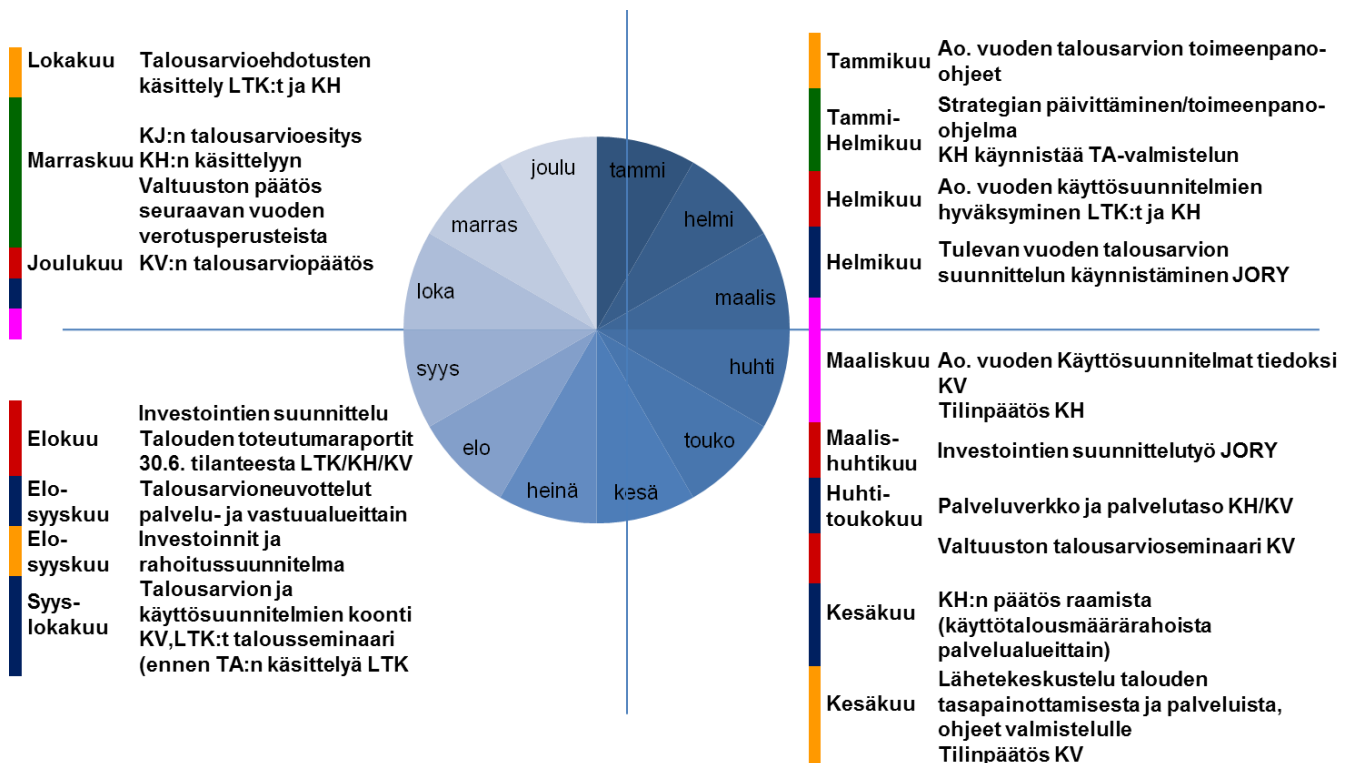 Lokakuu Talousarvioehdotusten
käsittely LTK:t ja KH
KJ:n talousarvioesitys
Marraskuu KH:n käsittelyyn
Valtuuston päätös
seuraavan vuoden
verotusperusteista
Joulukuu KV:n talousarviopäätös
Investointien suunnittelu
Elokuu Talouden toteutumaraportit
30.6. tilanteesta LTK/KH/KV
Elo- Talousarvioneuvottelut
syyskuu palvelu- ja vastuualueittain
Elo- Investoinnit ja
syyskuu rahoitussuunnitelma
Syys- Talousarvion ja
lokakuu käyttösuunnitelmien koonti
KV,LTK:t talousseminaari
(ennen TA:n käsittelyä LTK
tammi
helmi
maalis
huhti
touko
kesä
heinä
elo
syys
loka
marras
joulu
Tammikuu Ao. vuoden talousarvion toimeenpano-
ohjeet
Tammi- Strategian päivittäminen/toimeenpano-
Helmikuu ohjelma
KH käynnistää TA-valmistelun
Helmikuu Ao. vuoden käyttösuunnitelmien
hyväksyminen LTK:t ja KH
Helmikuu Tulevan vuoden talousarvion
suunnittelun käynnistäminen JORY
Maaliskuu Ao. vuoden Käyttösuunnitelmat tiedoksi
KV
Tilinpäätös KH
Maalis-
huhtikuu Investointien suunnittelutyö JORY
Huhti-
toukokuu Palveluverkko ja palvelutaso KH/KV
Valtuuston talousarvioseminaari KV
Kesäkuu KH:n päätös raamista
(käyttötalousmäärärahoista
palvelualueittain)
Kesäkuu Lähetekeskustelu talouden
tasapainottamisesta ja palveluista,
ohjeet valmistelulle
Tilinpäätös KV